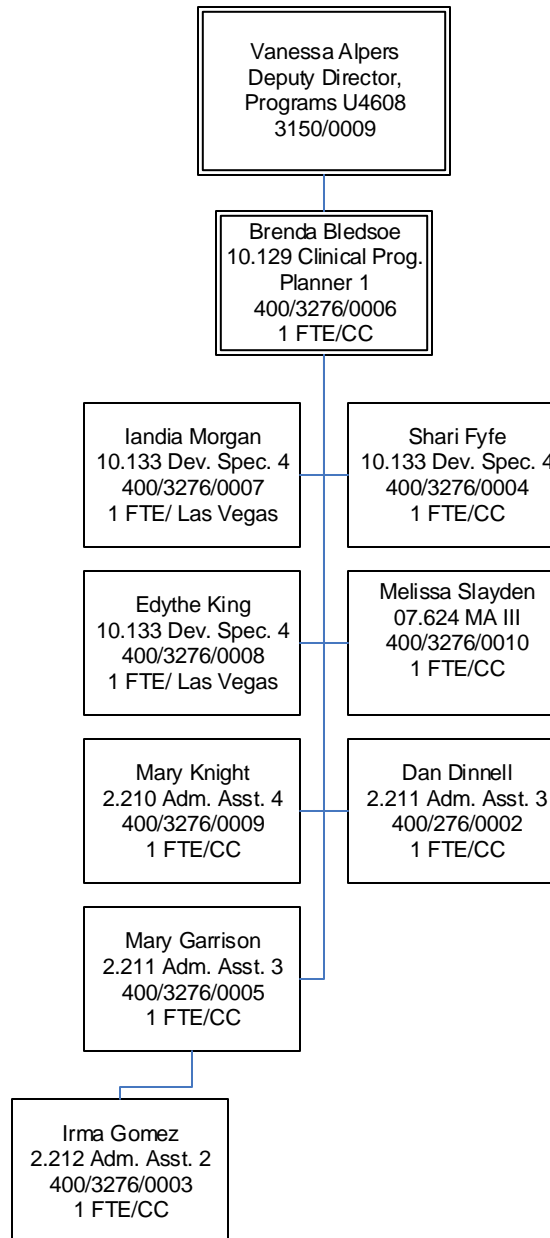 Vanessa Alpers
Deputy Director,
Programs U4608
3150/0009
Brenda Bledsoe
10.129 Clinical Prog.
Planner 1
400/3276/0006
1 FTE/CC
Iandia Morgan
10.133 Dev. Spec. 4
400/3276/0007
1 FTE/ Las Vegas
Shari Fyfe
10.133 Dev. Spec. 4
400/3276/0004
1 FTE/CC
Edythe King
10.133 Dev. Spec. 4
400/3276/0008
1 FTE/ Las Vegas
Melissa Slayden
07.624 MA III
400/3276/0010
1 FTE/CC
Mary Knight
2.210 Adm. Asst. 4
400/3276/0009
1 FTE/CC
Dan Dinnell
2.211 Adm. Asst. 3
400/276/0002
1 FTE/CC
Mary Garrison
2.211 Adm. Asst. 3
400/3276/0005
1 FTE/CC
Irma Gomez
2.212 Adm. Asst. 2
400/3276/0003
1 FTE/CC